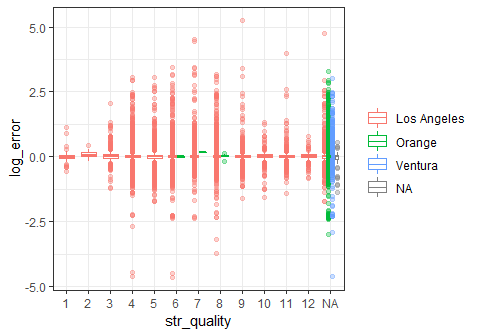 5.0
2.5
0.0
-2.5
-5.0
log_error
1 2 3 4 5 6 7 8 9 10 11 12 NA
str_quality
Los Angeles
Orange
Ventura
NA